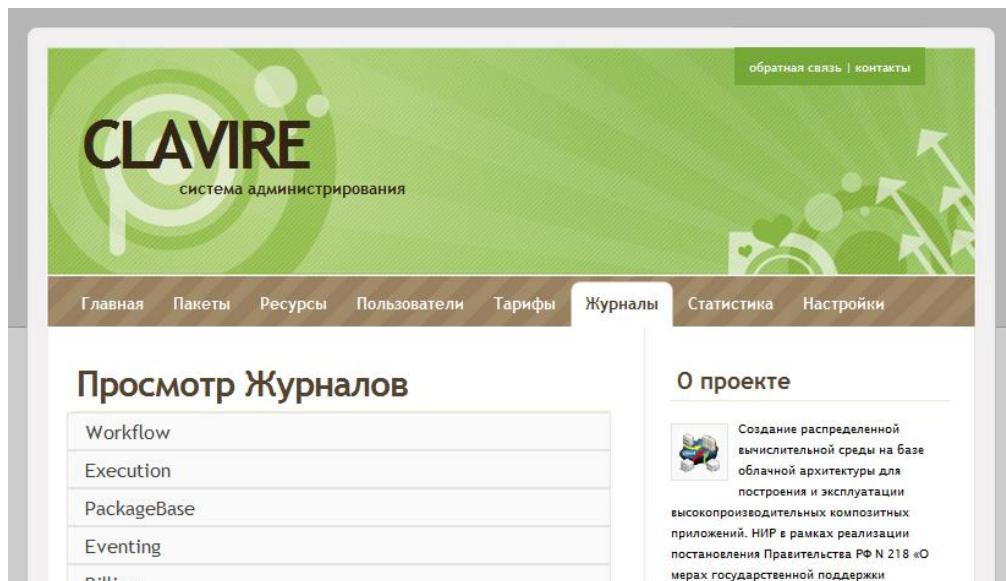 обратная связь | контакты
CLAVIRE
система администрирования
Главная Пакеты Ресурсы Пользователи Тарифы Журналы Статистика Настройки
Просмотр Журналов
Workflow
Execution
PackageBase
Eventing
Billing
О проекте
Создание распределенной
вычислительной среды на базе
облачной архитектуры для
построения и эксплуатации
высокопроизводительных композитных
приложений. НИР в рамках реализации
постановления Правительства РФ N 218 «О
мерах государственной поддержки